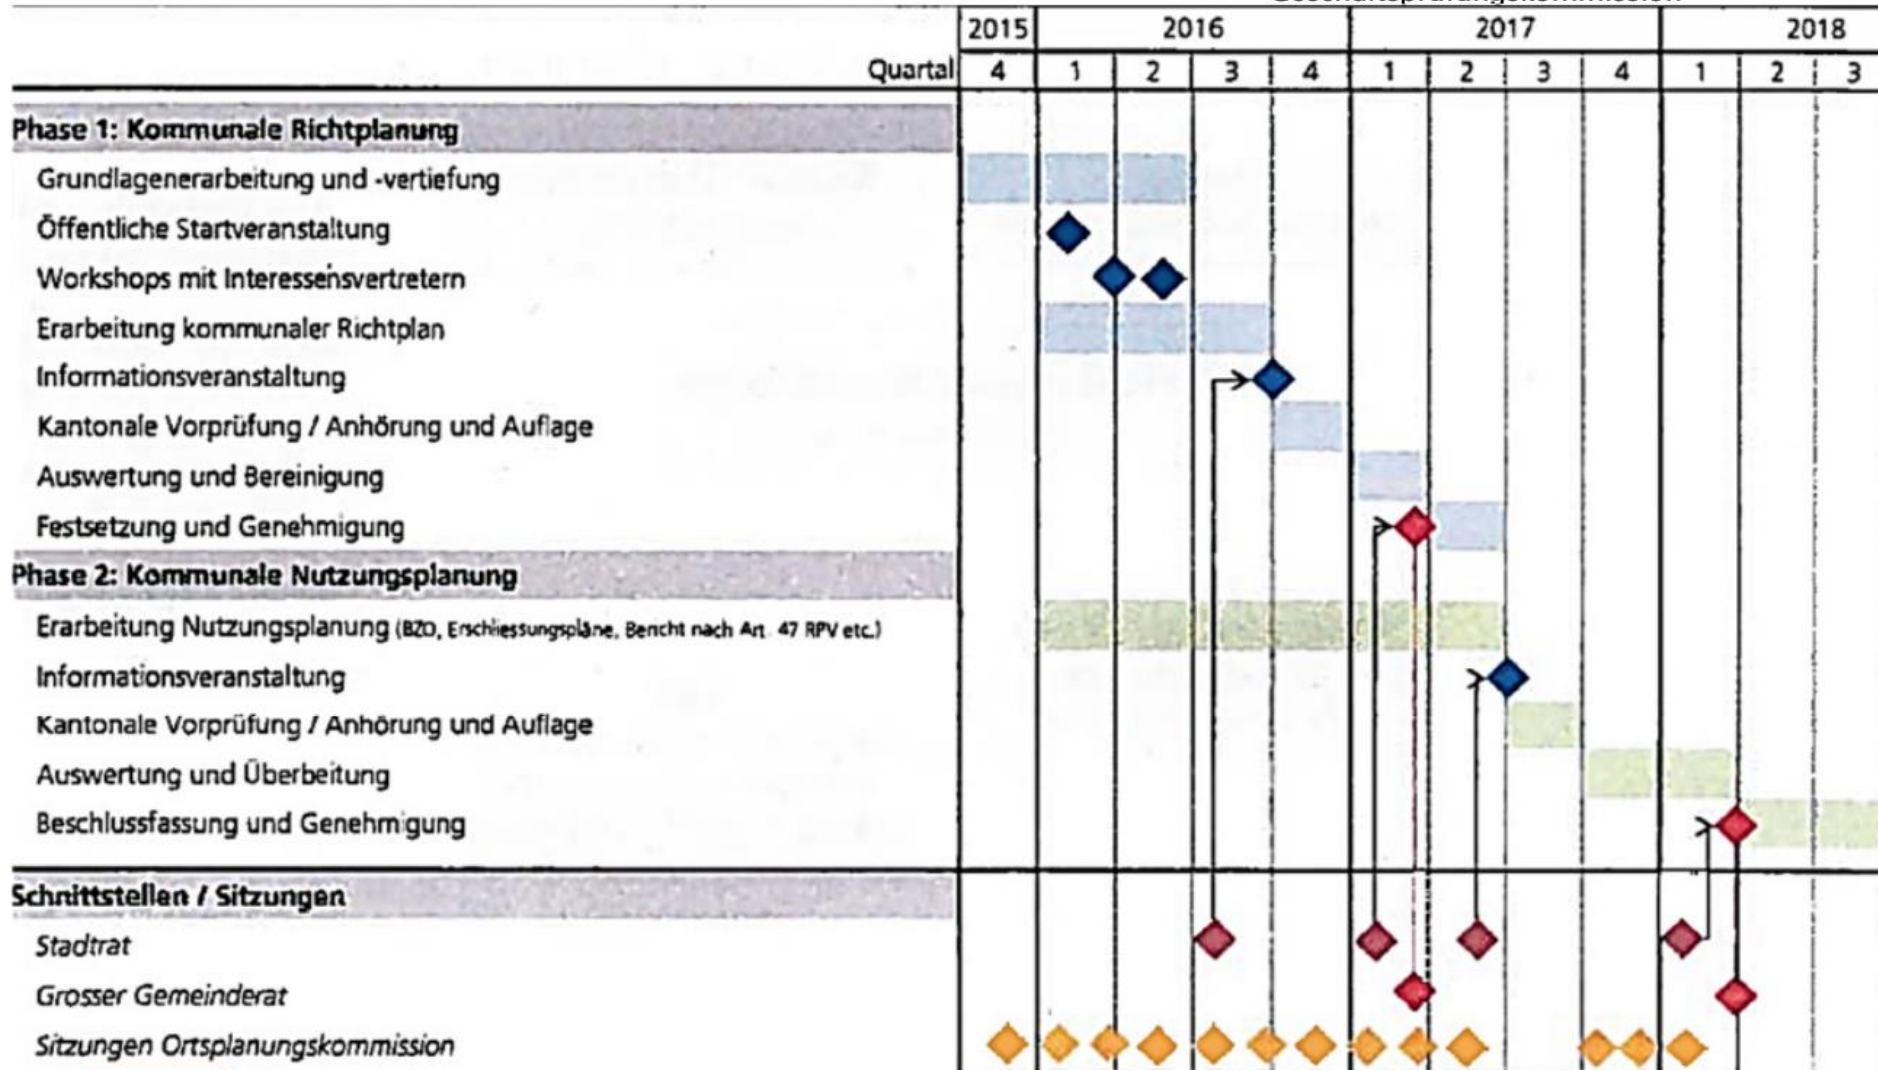 Geschäftsprüfungskommission
2015 2016 2017 2018
Quartal 4 1 2 3 4 1 2 3 4 1 2 3
Phase 1: Kommunale Richtplanung
Grundlagenerarbeitung und -vertiefung
Öffentliche Startveranstaltung
Workshops mit Interessensvertretern
Erarbeitung kommunaler Richtplan
Informationsveranstaltung
Kantonale Vorprüfung / Anhörung und Auflage
Auswertung und Bereinigung
Festsetzung und Genehmigung
Phase 2: Kommunale Nutzungsplanung
Erarbeitung Nutzungsplanung (BZO, Erschliessungspläne, Bericht nach Art. 47 RPV etc.)
Informationsveranstaltung
Kantonale Vorprüfung / Anhörung und Auflage
Auswertung und Überbeitung
Beschlussfassung und Genehmigung
Schnittstellen / Sitzungen
Stadtrat
Grosser Gemeinderat
Sitzungen Ortsplanungskommission